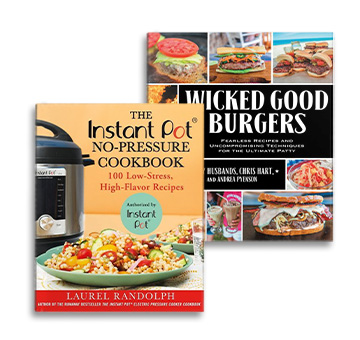 THE
Instant Pot®
NO-PRESSURE
COOKBOOK
100 Low-Stress,
High-Flavor Recipes
Authorized by
Instant
Pot
LAUREL RANDOLPH
AUTHOR OF THE RUNAWAY BESTSELLER THE INSTANT POT® ELECTRIC PRESSURE COOKER COOKBOOK
WICKED GOOD
BURGERS
FEARLESS RECIPES AND
UNCOMPROMISING TECHNIQUES
FOR THE ULTIMATE PATTY
HUSBANDS, CHRIS HART,
AND ANDREA PYENSON